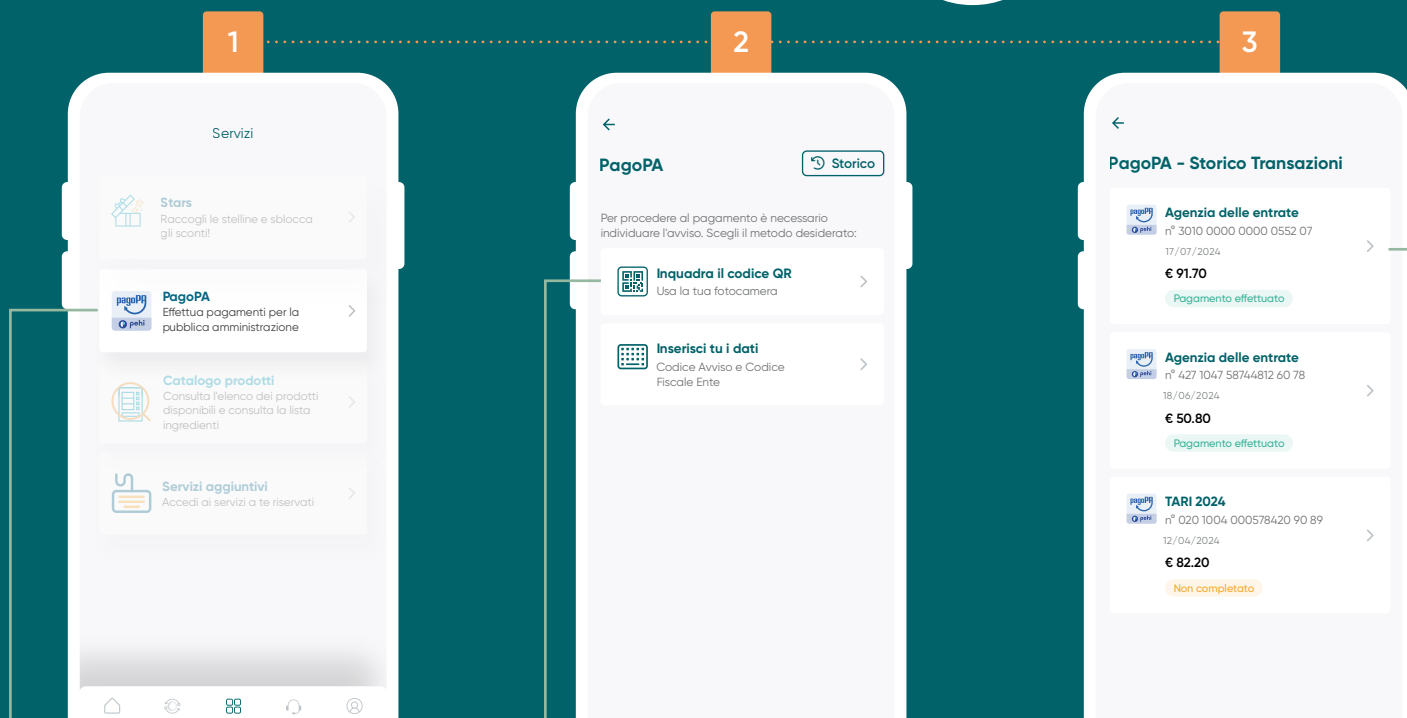 1
2
3
Servizi
Stars
Raccogli le stelline e sblocca
gli sconti!
pagoPA
pehi
PagoPA
Effettua pagamenti per la
pubblica amministrazione
Catalogo prodotti
Consulta l'elenco dei prodotti
disponibili e consulta la lista
ingredienti
Servizi aggiuntivi
Accedi ai servizi a te riservati
PagoPA
Storico
Per procedere al pagamento è necessario
individuare l'avviso. Scegli il metodo desiderato:
Inquadra il codice QR
Usa la tua fotocamera
Inserisci tu i dati
Codice Avviso e Codice
Fiscale Ente
PagoPA - Storico Transazioni
pagoPA
pehi
Agenzia delle entrate
n° 3010 0000 0000 0552 07
17/07/2024
€ 91.70
Pagamento effettuato
pagoPA
pehi
Agenzia delle entrate
n° 427 1047 58744812 60 78
18/06/2024
€ 50.80
Pagamento effettuato
pagoPA
pehi
TARI 2024
n° 020 1004 000578420 90 89
12/04/2024
€ 82.20
Non completato